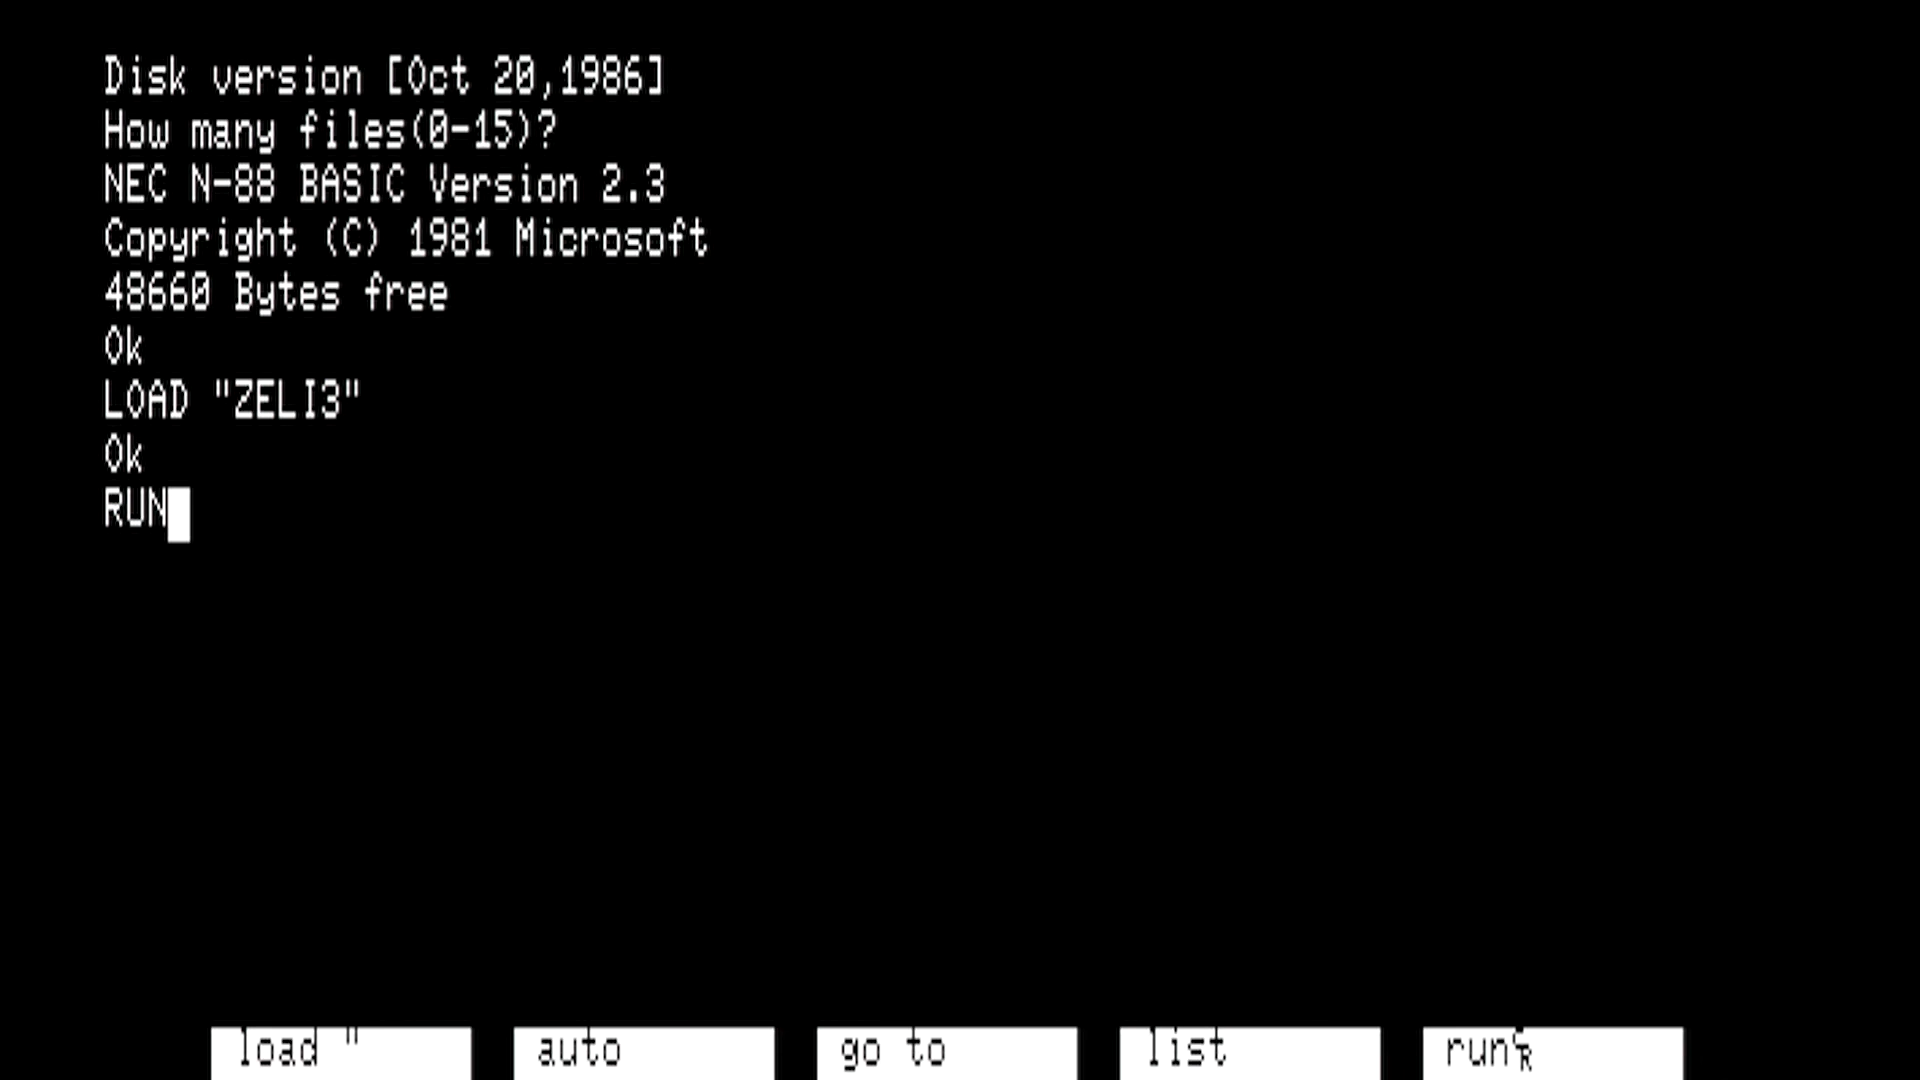 Disk version [Oct 20,1986]
How many files(0-15)?
NEC N-88 BASIC Version 2.3
Copyright (C) 1981 Microsoft
48660 Bytes free
Ok
LOAD "ZELI3"
Ok
RUN
load "  auto  go to  list  run␍